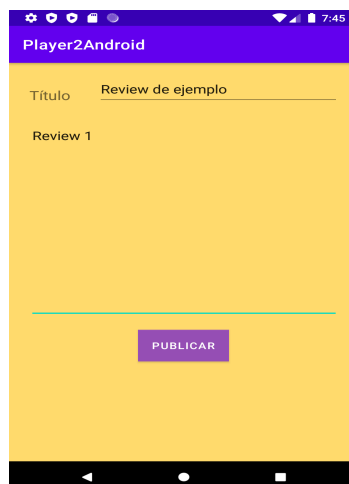 7:45
Player2Android
Título
Review de ejemplo
Review 1
PUBLICAR